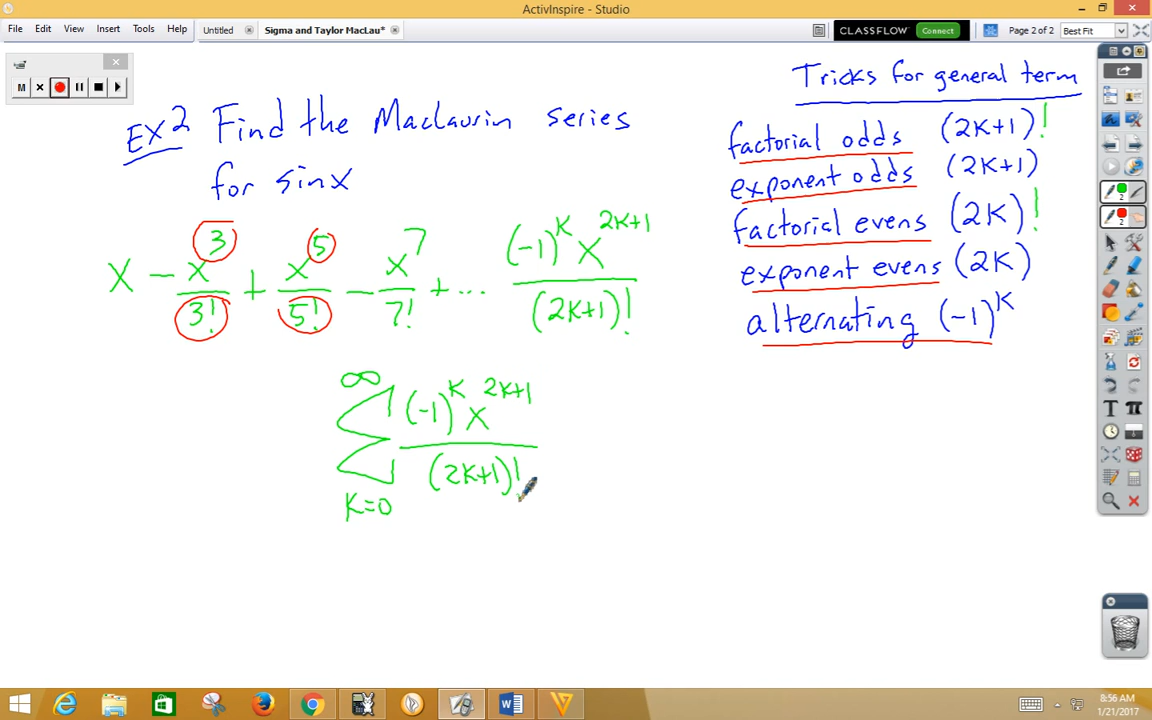 ActivInspire - Studio
File Edit View Insert Tools Help Untitled Sigma and Taylor MacLau* CLASSFLOW Connect Page 2 of 2 Best Fit
M
Tricks for general term
EX2 Find the Maclaurin series
for sinx
factorial odds (2K+1)!
exponent odds (2K+1)
factorial evens (2K)!
exponent evens (2K)
alternating (-1)^K
x - x^3/3! + x^5/5! - x^7/7! + ... (-1)^K x^{2K+1}/(2K+1)!
∞
Σ (-1)^K x^{2K+1}/(2K+1)!
K=0
8:56 AM
1/21/2017